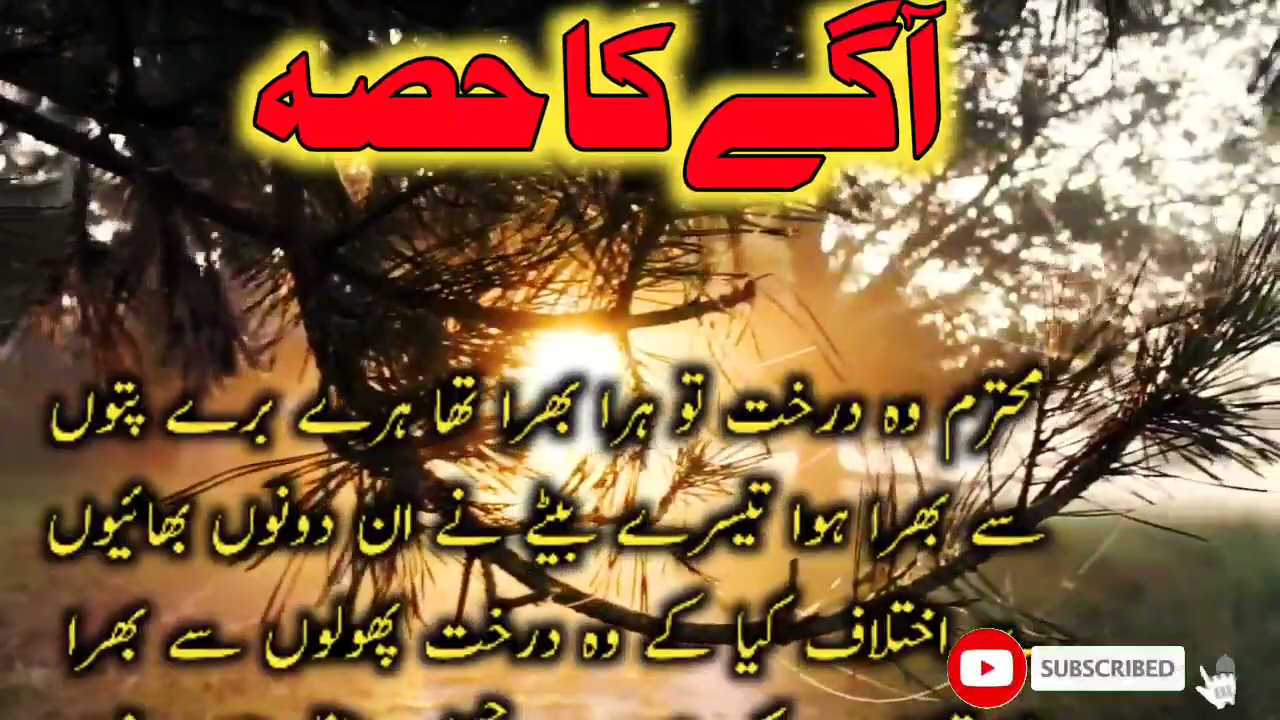 آگے کا حصہ
محترم وہ درخت تو ہرا بھرا تھا ہرے برے پتوں
سے بھرا ہوا تیسرے بیٹے نے ان دونوں بھائیوں
اختلاف کیا کے وہ درخت پھولوں سے بھرا
SUBSCRIBED